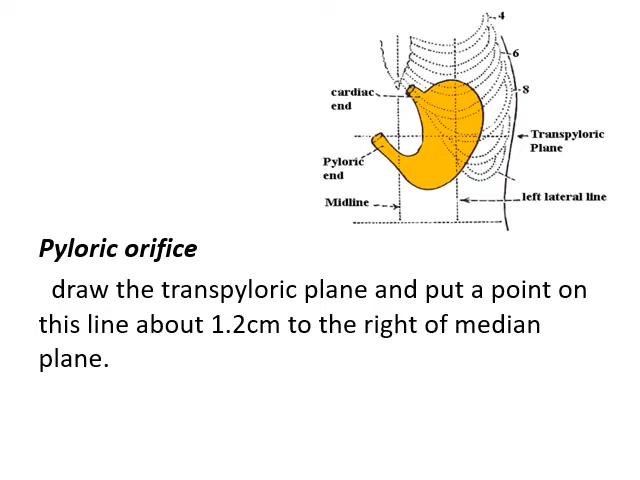 4
6
8
cardiac
end
Transpyloric
Plane
Pyloric
end
Midline
left lateral line
Pyloric orifice
draw the transpyloric plane and put a point on
this line about 1.2cm to the right of median
plane.